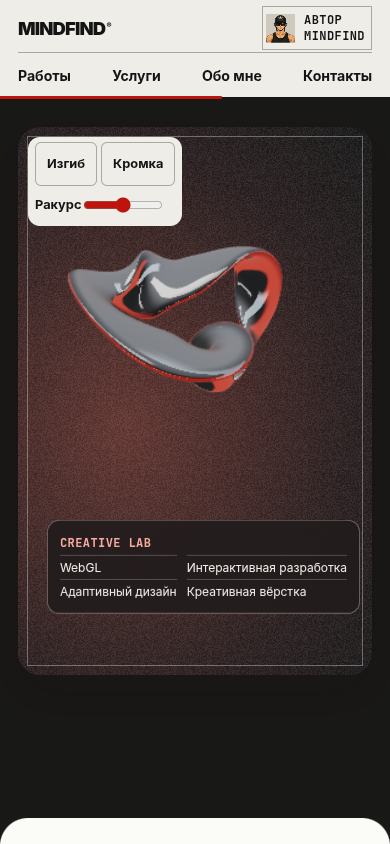 MINDFIND®
АВТОР
MINDFIND
Работы Услуги Обо мне Контакты
Изгиб Кромка
Ракурс
CREATIVE LAB
WebGL Интерактивная разработка
Адаптивный дизайн Креативная вёрстка